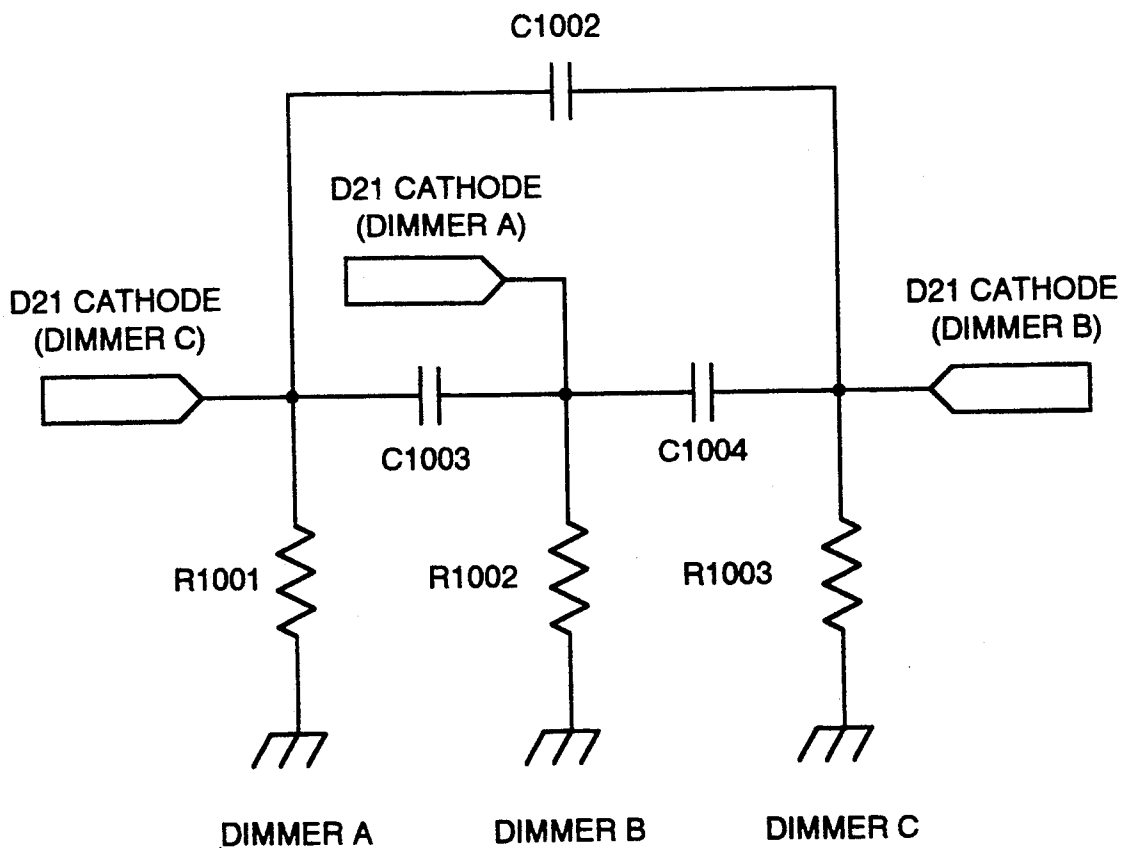 C1002
D21 CATHODE
(DIMMER A)
D21 CATHODE
(DIMMER C)
D21 CATHODE
(DIMMER B)
C1003
C1004
R1001
R1002
R1003
DIMMER A
DIMMER B
DIMMER C